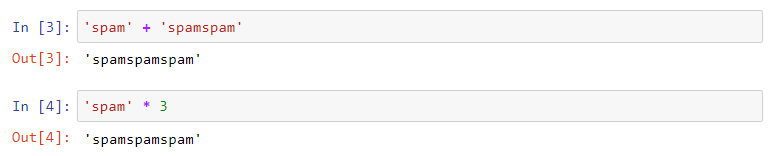 In [3]: 'spam' + 'spamspam'
Out[3]: 'spamspamspam'
In [4]: 'spam' * 3
Out[4]: 'spamspamspam'